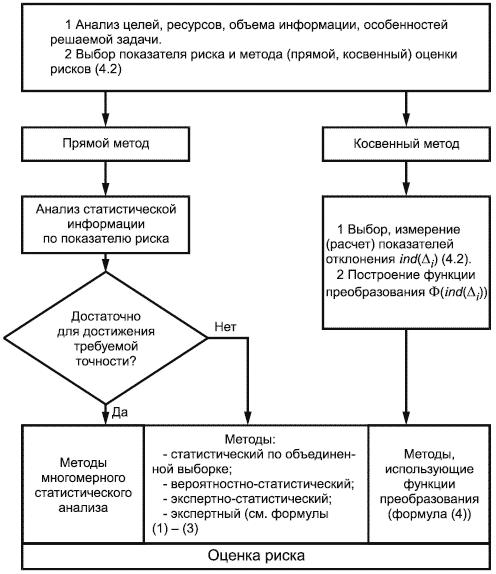 1 Анализ целей, ресурсов, объема информации, особенностей
решаемой задачи.
2 Выбор показателя риска и метода (прямой, косвенный) оценки
рисков (4.2)
Прямой метод
Косвенный метод
Анализ статистической
информации
по показателю риска
1 Выбор, измерение
(расчет) показателей
отклонения ind(Δi) (4.2).
2 Построение функции
преобразования Φ(ind(Δi))
Достаточно
для достижения
требуемой
точности?
Нет
Да
Методы
многомерного
статистического
анализа
Методы:
- статистический по объединен-
ной выборке;
- вероятностно-статистический;
- экспертно-статистический;
- экспертный (см. формулы
(1) – (3)
Методы,
использующие
функции
преобразования
(формула (4))
Оценка риска